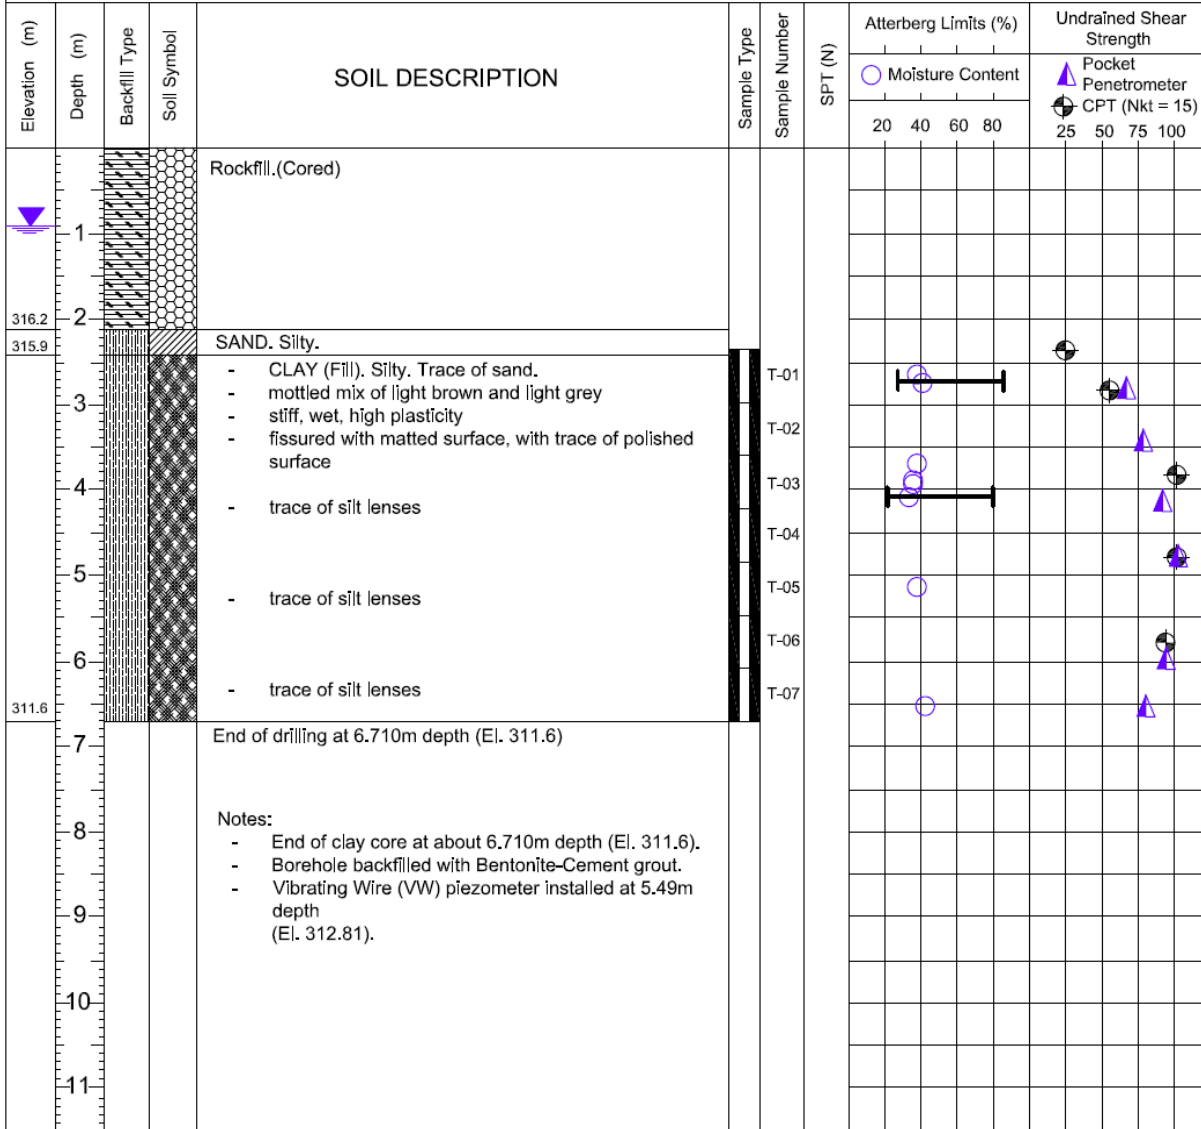 Elevation (m)
Depth (m)
Backfill Type
Soil Symbol
SOIL DESCRIPTION
Sample Type
Sample Number
SPT (N)
Atterberg Limits (%)
Moisture Content
20 40 60 80
Undrained Shear
Strength
Pocket
Penetrometer
CPT (Nkt = 15)
25 50 75 100
Rockfill.(Cored)
1
316.2
2
315.9
SAND. Silty.
- CLAY (Fill). Silty. Trace of sand.
T-01
- mottled mix of light brown and light grey
3
- stiff, wet, high plasticity
T-02
- fissured with matted surface, with trace of polished
surface
T-03
4
- trace of silt lenses
T-04
5
T-05
- trace of silt lenses
T-06
6
- trace of silt lenses
T-07
311.6
End of drilling at 6.710m depth (El. 311.6)
7
Notes:
8
- End of clay core at about 6.710m depth (El. 311.6).
- Borehole backfilled with Bentonite-Cement grout.
- Vibrating Wire (VW) piezometer installed at 5.49m
depth
9
(El. 312.81).
10
11